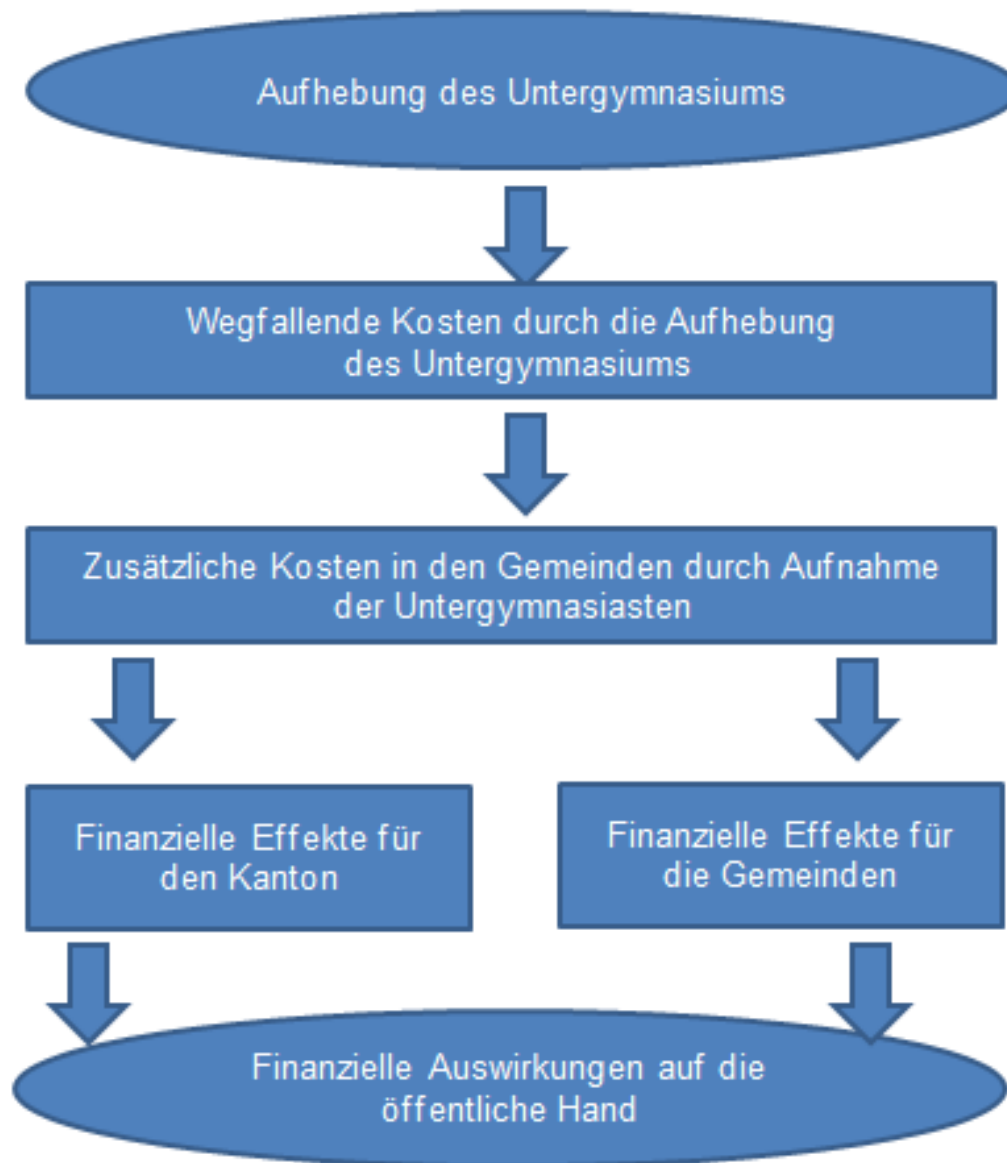 Aufhebung des Untergymnasiums
Wegfallende Kosten durch die Aufhebung
des Untergymnasiums
Zusätzliche Kosten in den Gemeinden durch Aufnahme
der Untergymnasiasten
Finanzielle Effekte für
den Kanton
Finanzielle Effekte für
die Gemeinden
Finanzielle Auswirkungen auf die
öffentliche Hand